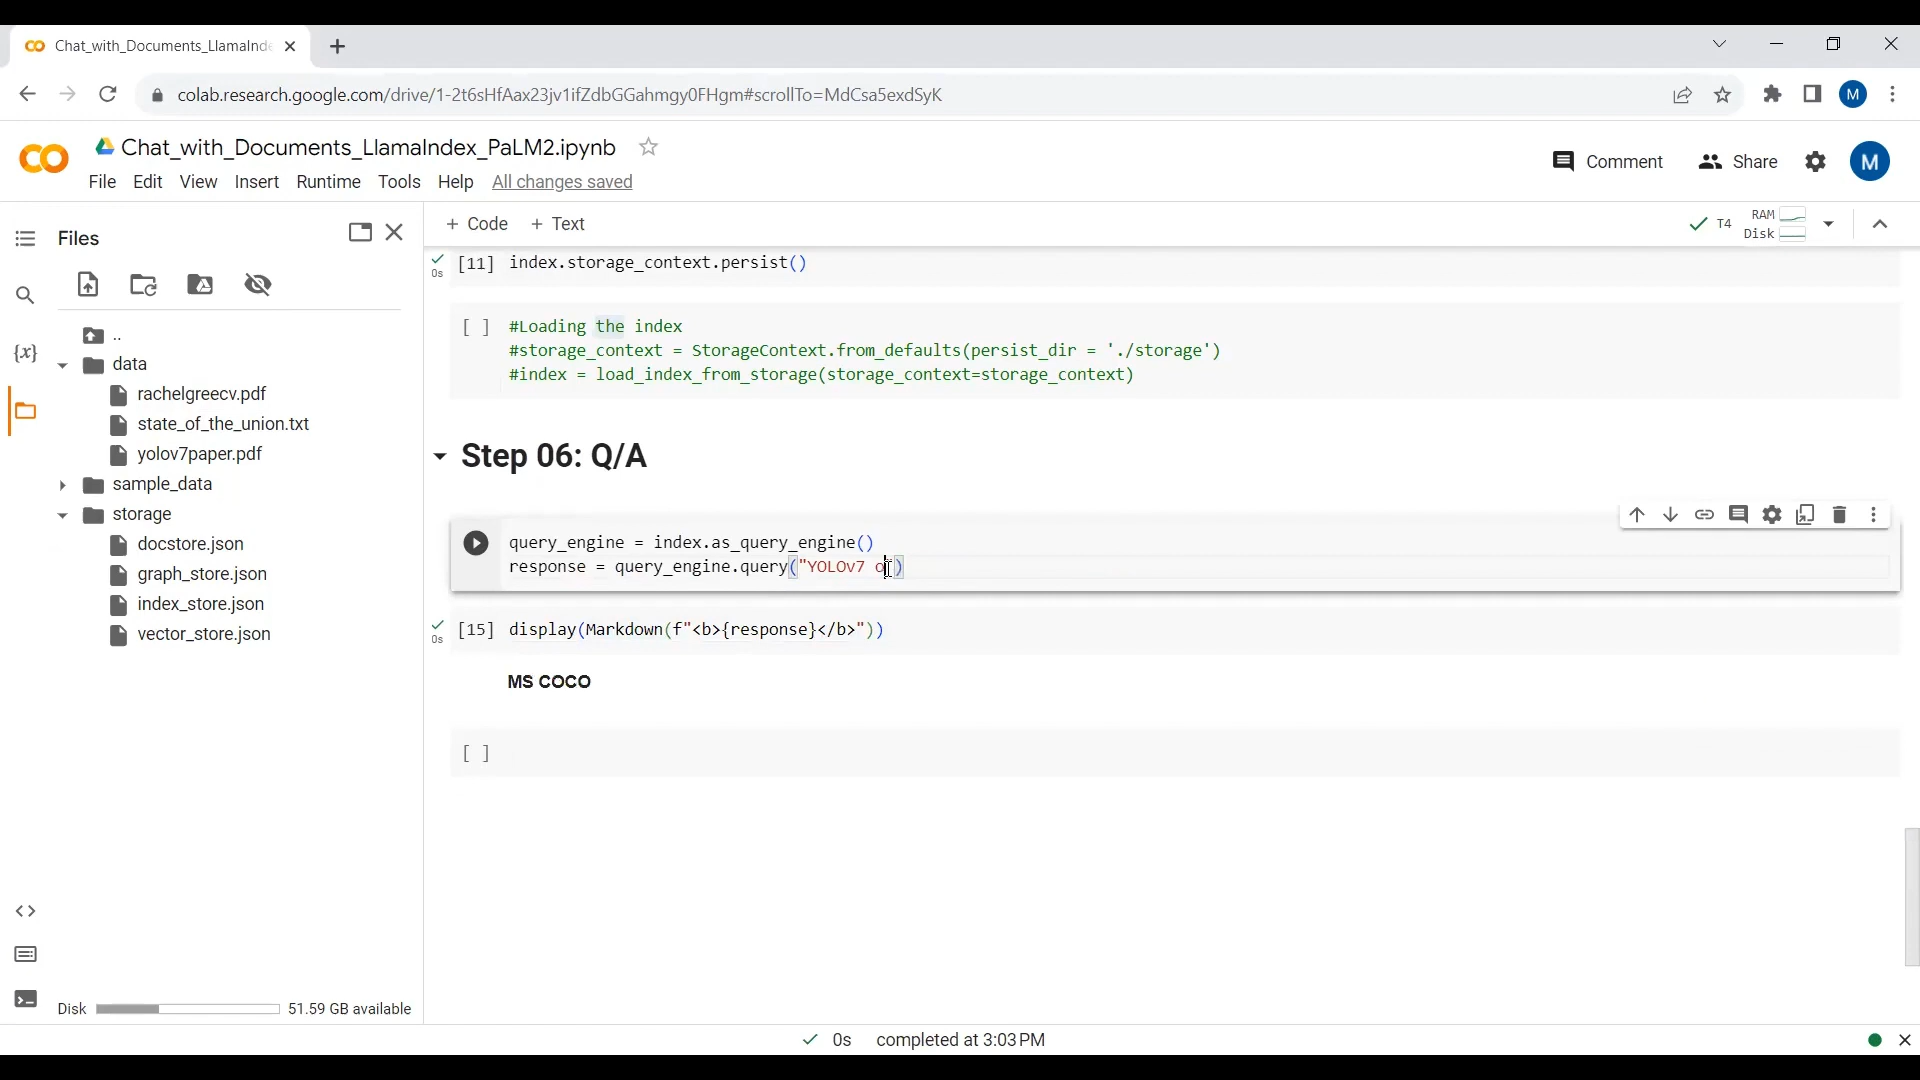 Chat_with_Documents_LlamaInde
colab.research.google.com/drive/1-2t6sHfAax23jv1ifZdbGGahmgy0FHgm#scrollTo=MdCsa5exdSyK
M
Chat_with_Documents_LlamaIndex_PaLM2.ipynb
Comment
Share
M
File Edit View Insert Runtime Tools Help All changes saved
Files
+ Code + Text
T4
RAM
Disk
..
data
rachelgreecv.pdf
state_of_the_union.txt
yolov7paper.pdf
sample_data
storage
docstore.json
graph_store.json
index_store.json
vector_store.json
{x}
Disk
51.59 GB available
0s
[11] index.storage_context.persist()
[ ] #Loading the index
#storage_context = StorageContext.from_defaults(persist_dir = './storage')
#index = load_index_from_storage(storage_context=storage_context)
Step 06: Q/A
query_engine = index.as_query_engine()
response = query_engine.query("YOLOv7 o")
0s
[15] display(Markdown(f"<b>{response}</b>"))
MS COCO
[ ]
0s completed at 3:03 PM